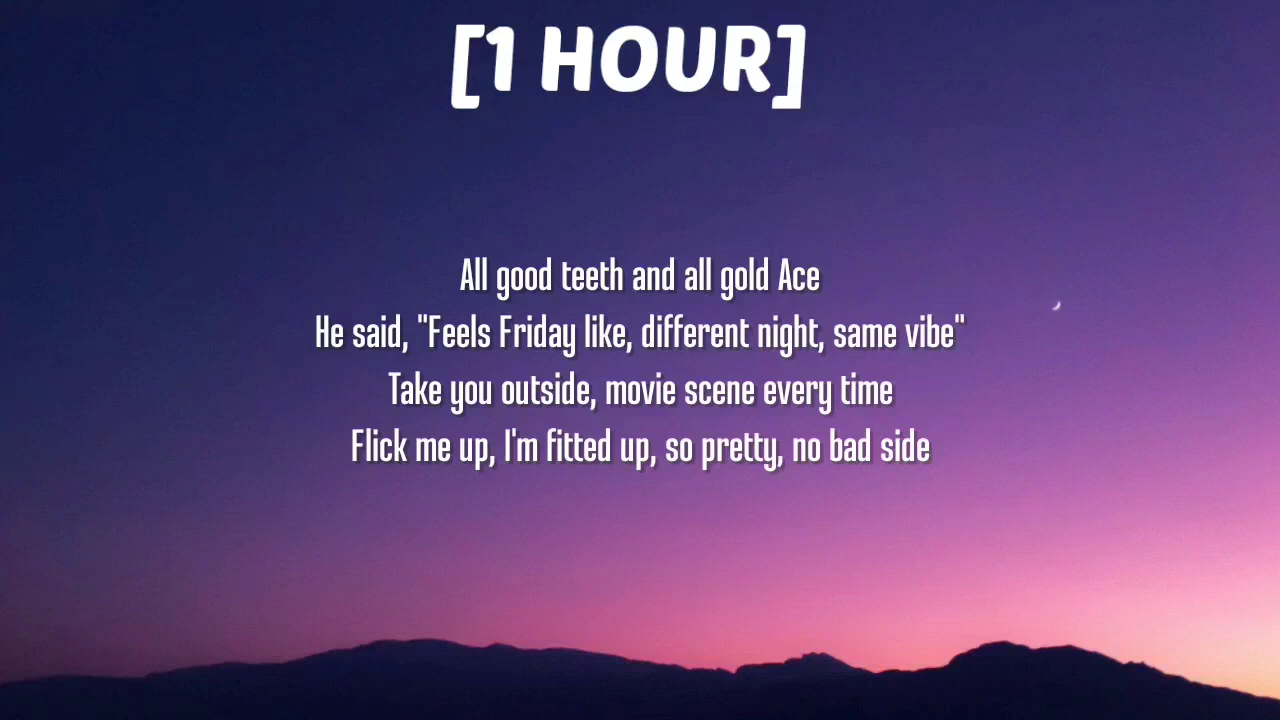 [1 HOUR]
All good teeth and all gold Ace
He said, "Feels Friday like, different night, same vibe"
Take you outside, movie scene every time
Flick me up, I'm fitted up, so pretty, no bad side